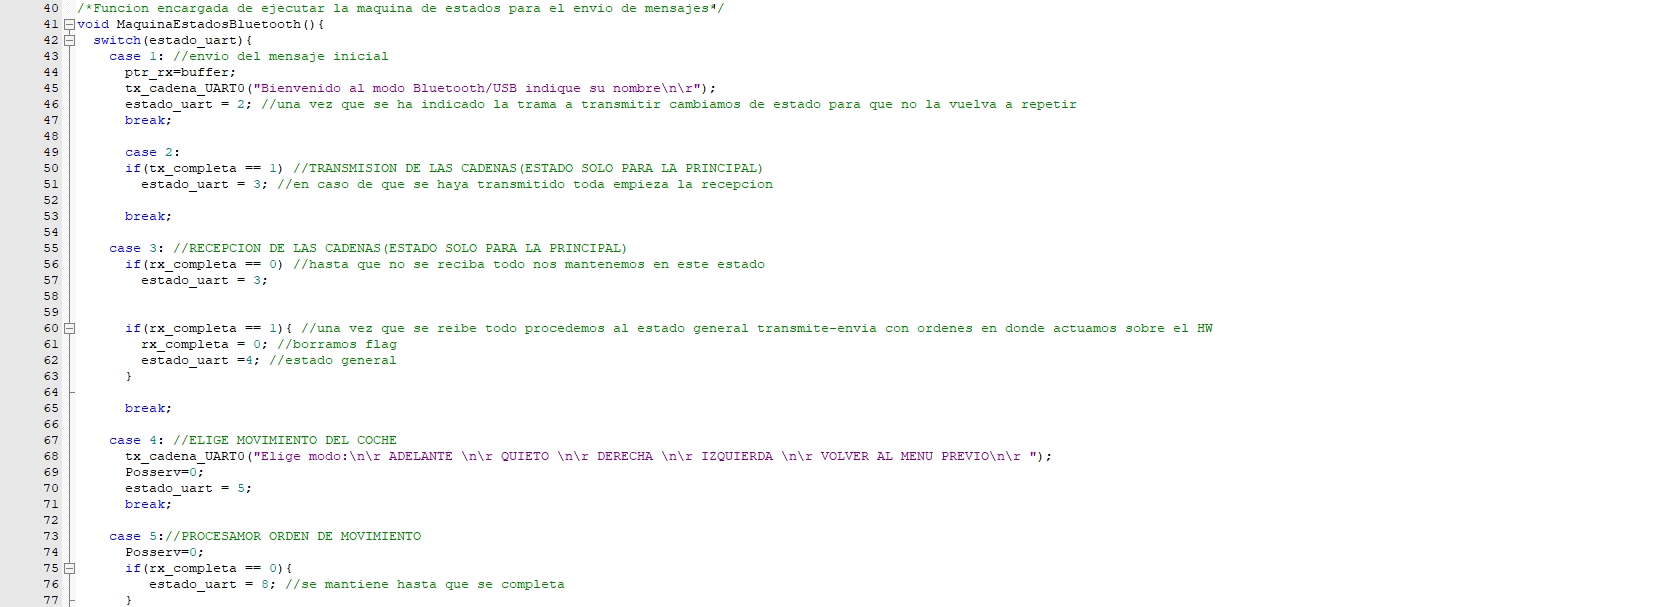 40 /*Funcion encargada de ejecutar la maquina de estados para el envio de mensajes*/
41 void MaquinaEstadosBluetooth(){
42 switch(estado_uart){
43 case 1: //envio del mensaje inicial
44 ptr_rx=buffer;
45 tx_cadena_UART0("Bienvenido al modo Bluetooth/USB indique su nombre\n\r");
46 estado_uart = 2; //una vez que se ha indicado la trama a transmitir cambiamos de estado para que no la vuelva a repetir
47 break;
48
49 case 2:
50 if(tx_completa == 1) //TRANSMISION DE LAS CADENAS(ESTADO SOLO PARA LA PRINCIPAL)
51 estado_uart = 3; //en caso de que se haya transmitido toda empieza la recepcion
52
53 break;
54
55 case 3: //RECEPCION DE LAS CADENAS(ESTADO SOLO PARA LA PRINCIPAL)
56 if(rx_completa == 0) //hasta que no se reciba todo nos mantenemos en este estado
57 estado_uart = 3;
58
59
60 if(rx_completa == 1){ //una vez que se reibe todo procedemos al estado general transmite-envia con ordenes en donde actuamos sobre el HW
61 rx_completa = 0; //borramos flag
62 estado_uart =4; //estado general
63 }
64
65 break;
66
67 case 4: //ELIGE MOVIMIENTO DEL COCHE
68 tx_cadena_UART0("Elige modo:\n\r ADELANTE \n\r QUIETO \n\r DERECHA \n\r IZQUIERDA \n\r VOLVER AL MENU PREVIO\n\r ");
69 Posserv=0;
70 estado_uart = 5;
71 break;
72
73 case 5://PROCESAMOR ORDEN DE MOVIMIENTO
74 Posserv=0;
75 if(rx_completa == 0){
76 estado_uart = 8; //se mantiene hasta que se completa
77 }